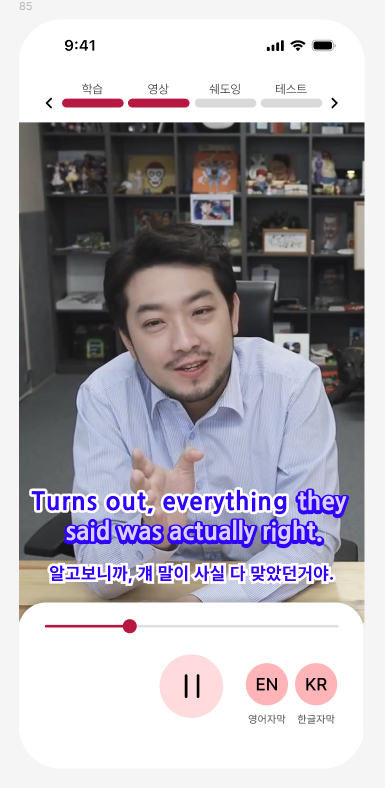 85
9:41
학습 영상 쉐도잉 테스트
Turns out, everything they
said was actually right.
알고보니까, 걔 말이 사실 다 맞았던거야.
EN KR
영어자막 한글자막